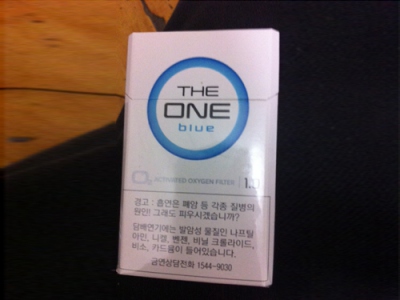 THE
ONE
blue
O₂ ACTIVATED OXYGEN FILTER
경고 : 흡연은 폐암 등 각종 질병의
원인! 그래도 피우시겠습니까?
담배연기에는 발암성 물질인 나프틸
아민, 니켈, 벤젠, 비닐 크롤라이드,
비소, 카드뮴이 들어있습니다.
금연상담전화 1544-9030